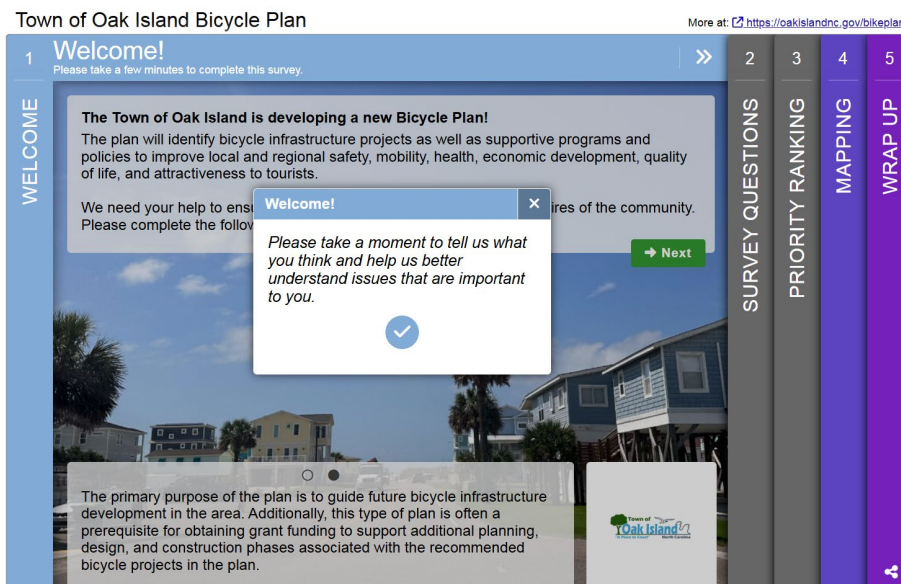 Town of Oak Island Bicycle Plan
More at: https://oakislandnc.gov/bikeplan
1
Welcome!
Please take a few minutes to complete this survey.
WELCOME
The Town of Oak Island is developing a new Bicycle Plan!
The plan will identify bicycle infrastructure projects as well as supportive programs and
policies to improve local and regional safety, mobility, health, economic development, quality
of life, and attractiveness to tourists.
We need your help to ens
ires of the community.
Please complete the follov
Next
Welcome!
Please take a moment to tell us what
you think and help us better
understand issues that are important
to you.
The primary purpose of the plan is to guide future bicycle infrastructure
development in the area. Additionally, this type of plan is often a
prerequisite for obtaining grant funding to support additional planning,
design, and construction phases associated with the recommended
bicycle projects in the plan.
Town of
Oak Island
North Carolina
2
SURVEY QUESTIONS
3
PRIORITY RANKING
4
MAPPING
5
WRAP UP